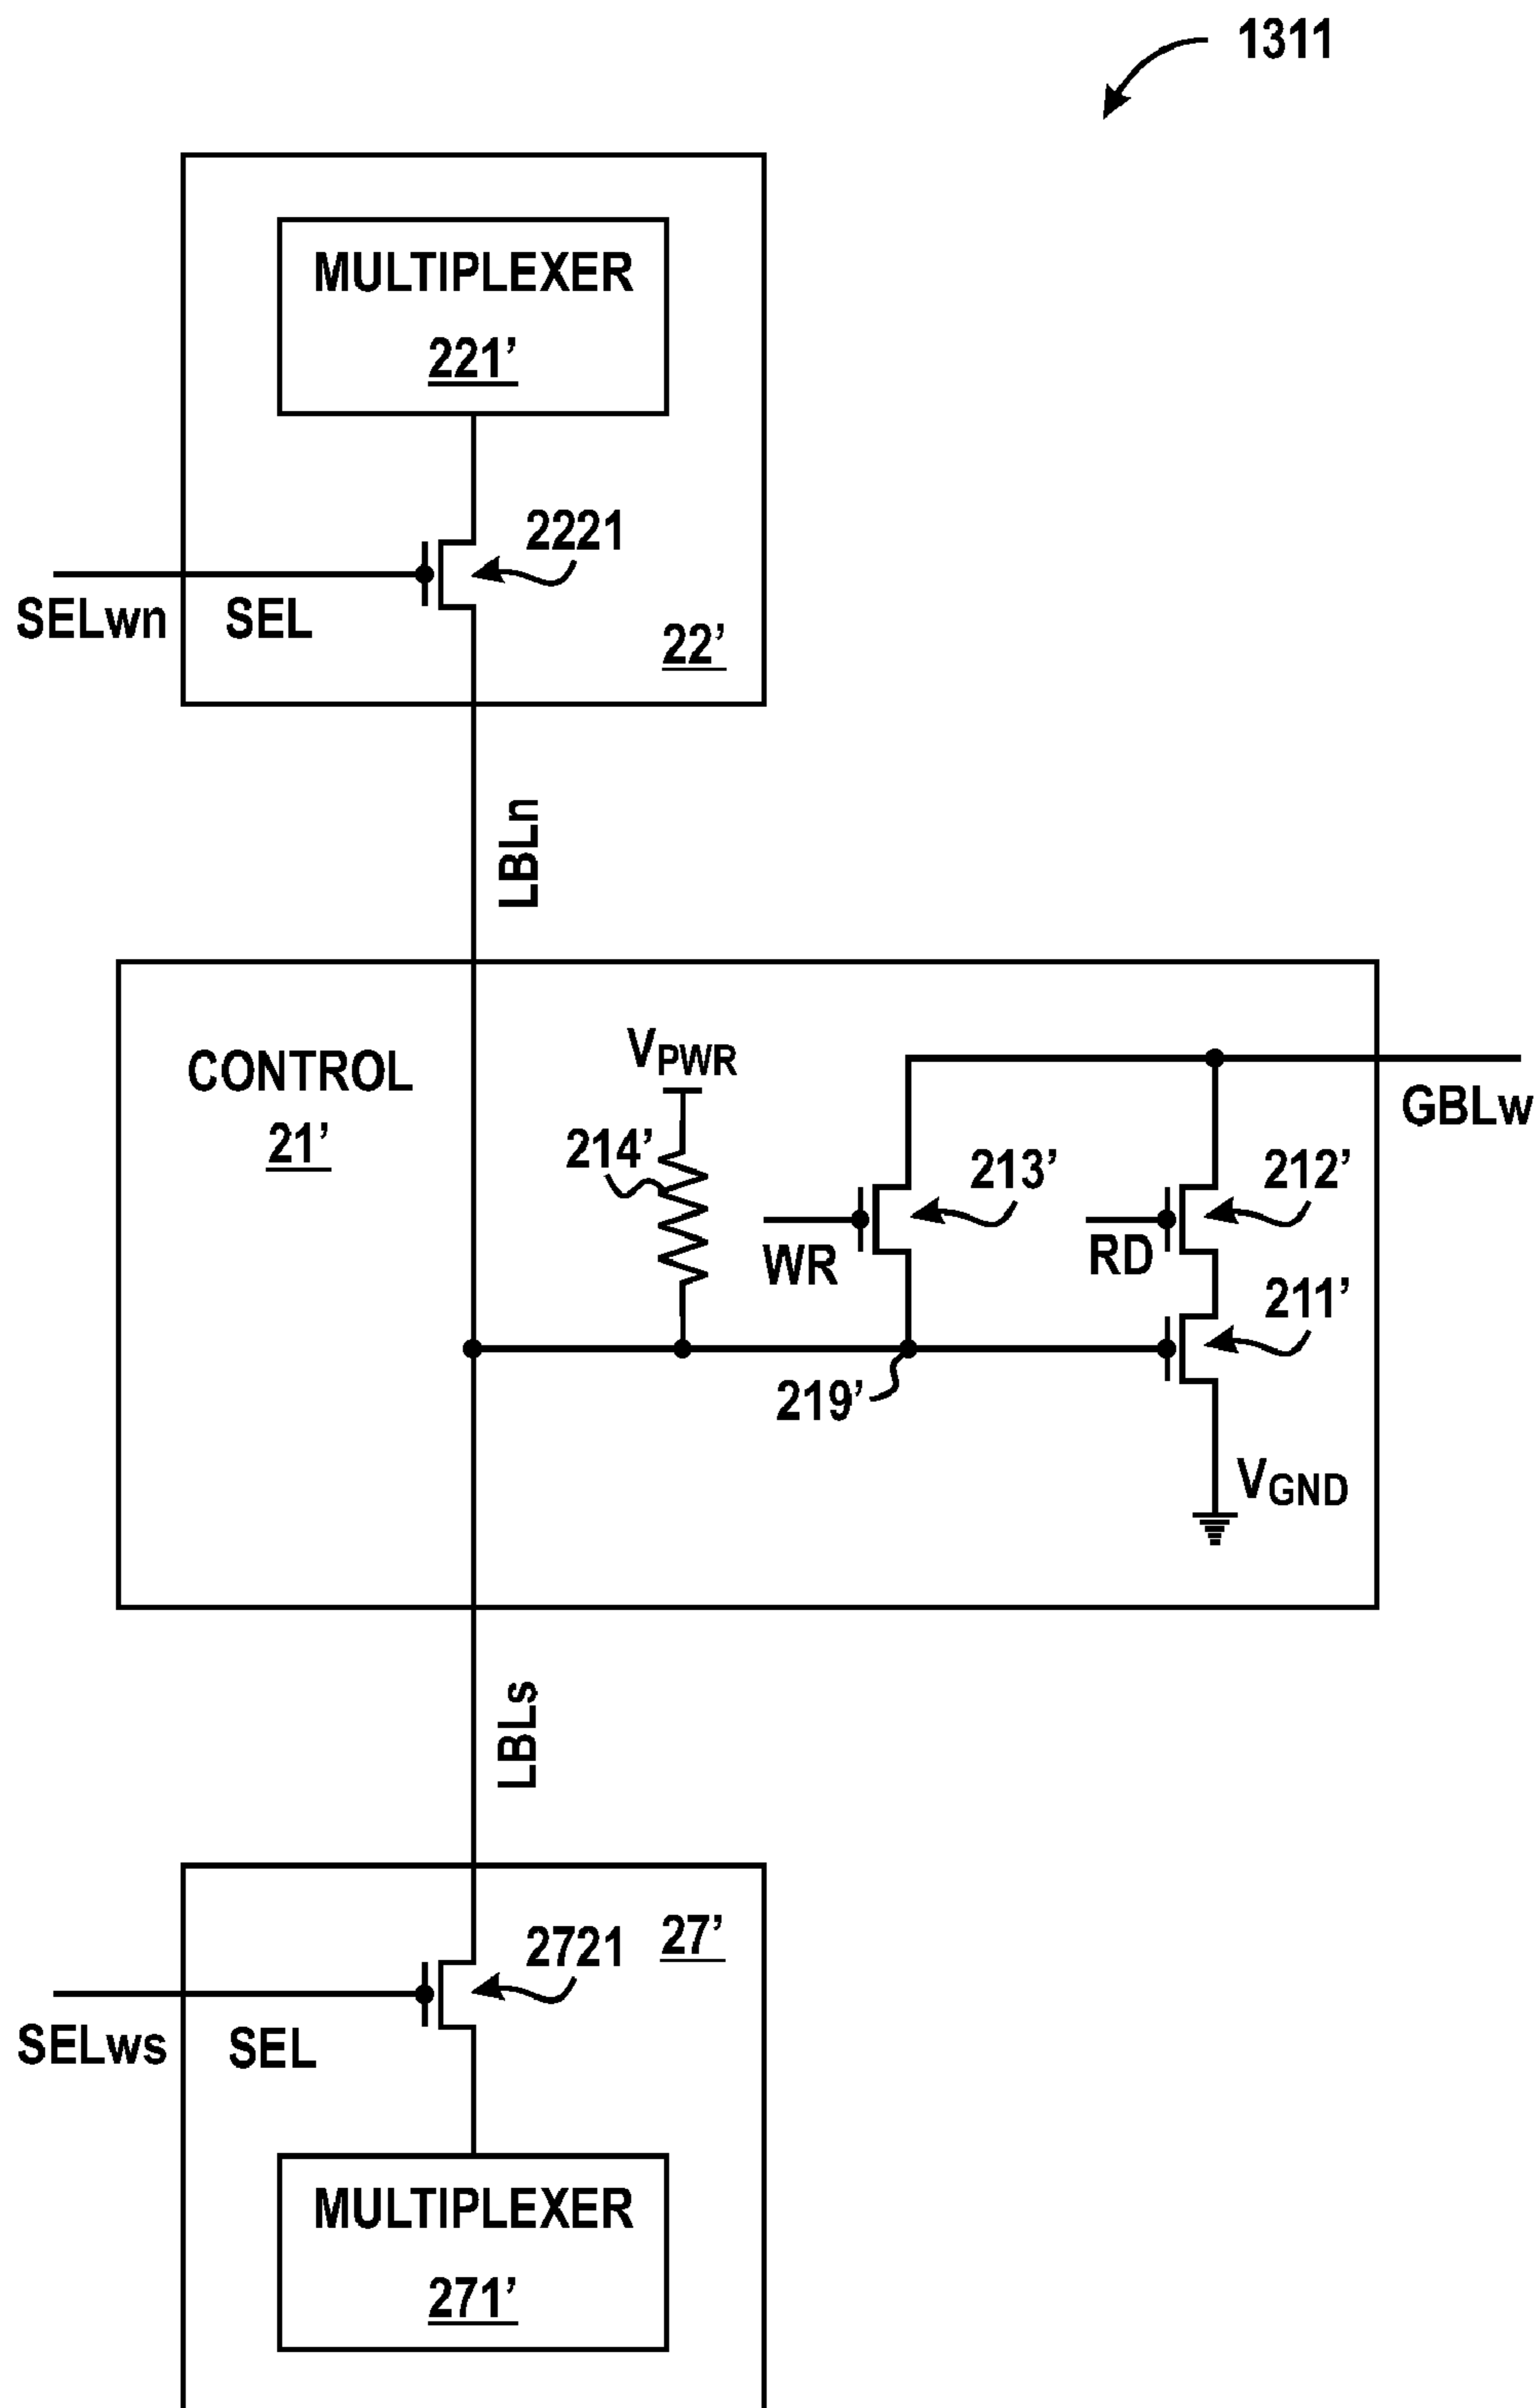 1311
MULTIPLEXER
221’
2221
SELwn
SEL
22’
LBLn
CONTROL
21’
VPWR
214’
213’
212’
GBLw
WR
RD
211’
219’
VGND
LBLs
27’
2721
SELws
SEL
MULTIPLEXER
271’